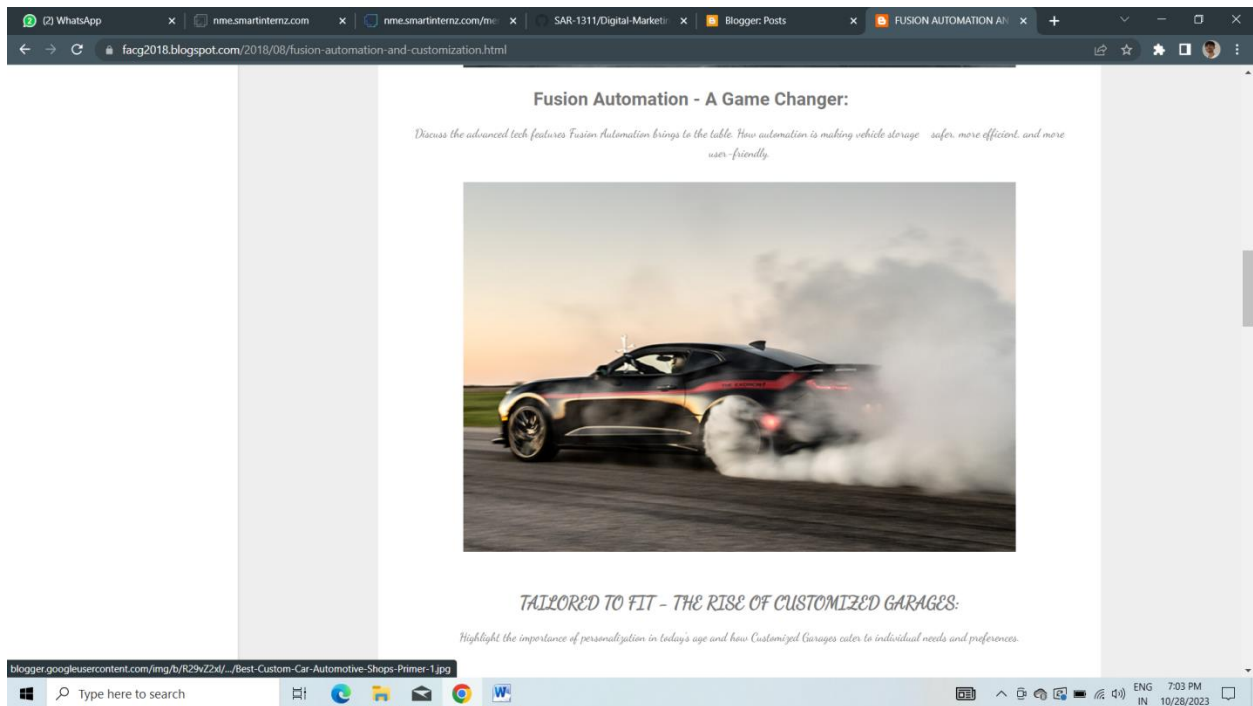 (2) WhatsApp
nme.smartinternz.com
nme.smartinternz.com/me
SAR-1311/Digital-Marketin
Blogger: Posts
FUSION AUTOMATION AN
facg2018.blogspot.com/2018/08/fusion-automation-and-customization.html
Fusion Automation - A Game Changer:
Discuss the advanced tech features Fusion Automation brings to the table. How automation is making vehicle storage safer, more efficient, and more
user-friendly.
TAILORED TO FIT - THE RISE OF CUSTOMIZED GARAGES:
Highlight the importance of personalization in today's age and how Customized Garages cater to individual needs and preferences.
blogger.googleusercontent.com/img/b/R29vZ2xl/.../Best-Custom-Car-Automotive-Shops-Primer-1.jpg
Type here to search
ENG
IN
7:03 PM
10/28/2023